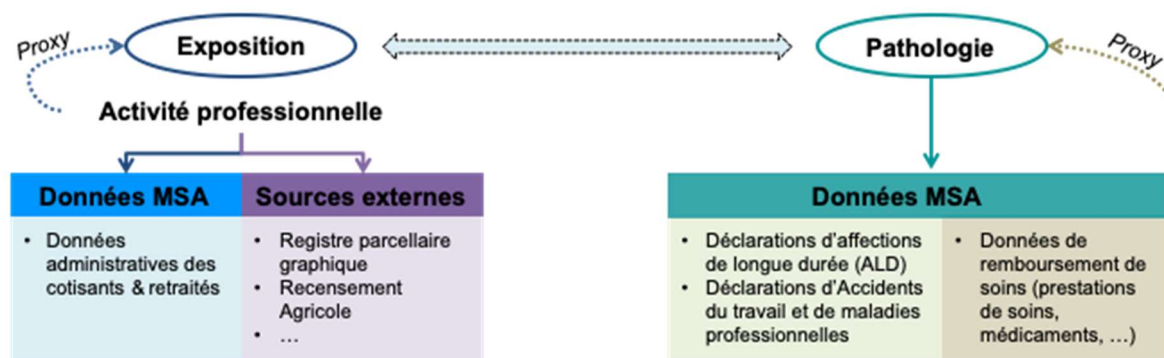 Proxy
Exposition
Pathologie
Proxy
Activité professionnelle
Données MSA
Sources externes
Données MSA
• Données
administratives des
cotisants & retraités
• Registre parcellaire
graphique
• Recensement
Agricole
• ...
• Déclarations d'affections
de longue durée (ALD)
• Déclarations d'Accidents
du travail et de maladies
professionnelles
• Données de
remboursement de
soins (prestations
de soins,
médicaments, ...)